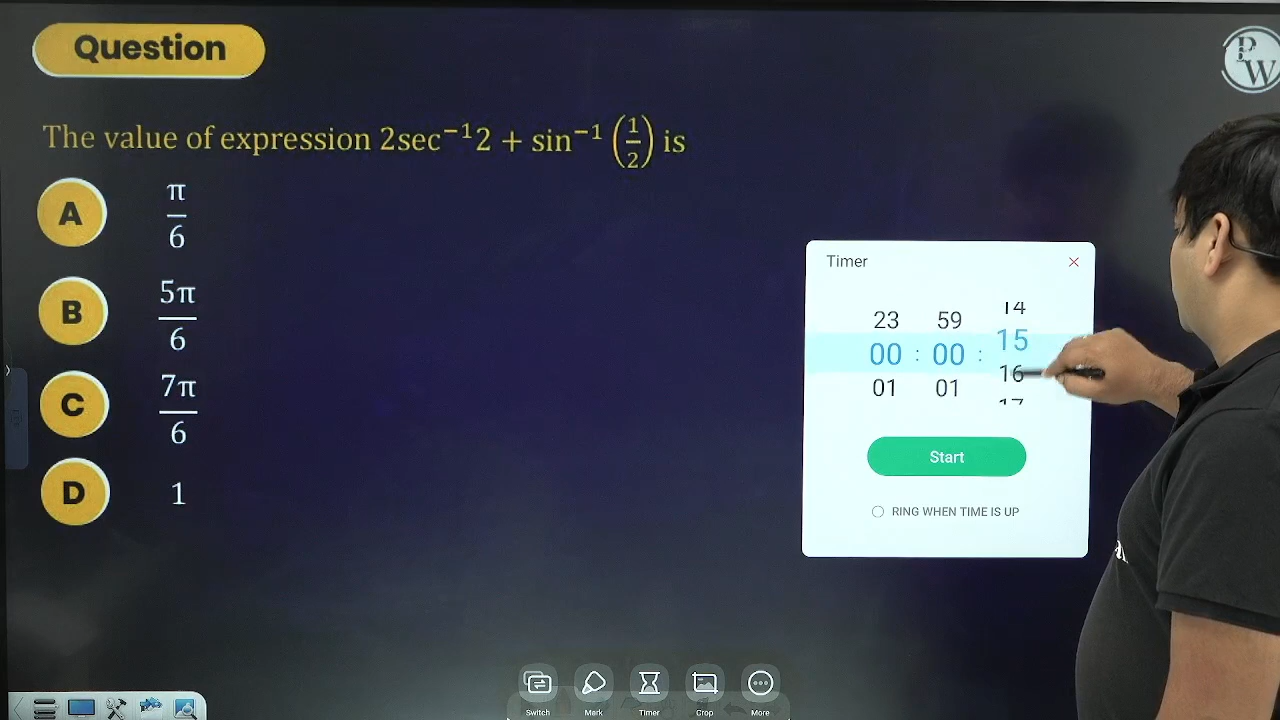 Question
PW
The value of expression 2sec⁻¹2 + sin⁻¹ (1/2) is
A π/6
B 5π/6
C 7π/6
D 1
Timer
14
23 59
00 : 00 : 15
16
01 01
17
Start
RING WHEN TIME IS UP
Switch Mark Timer Crop More